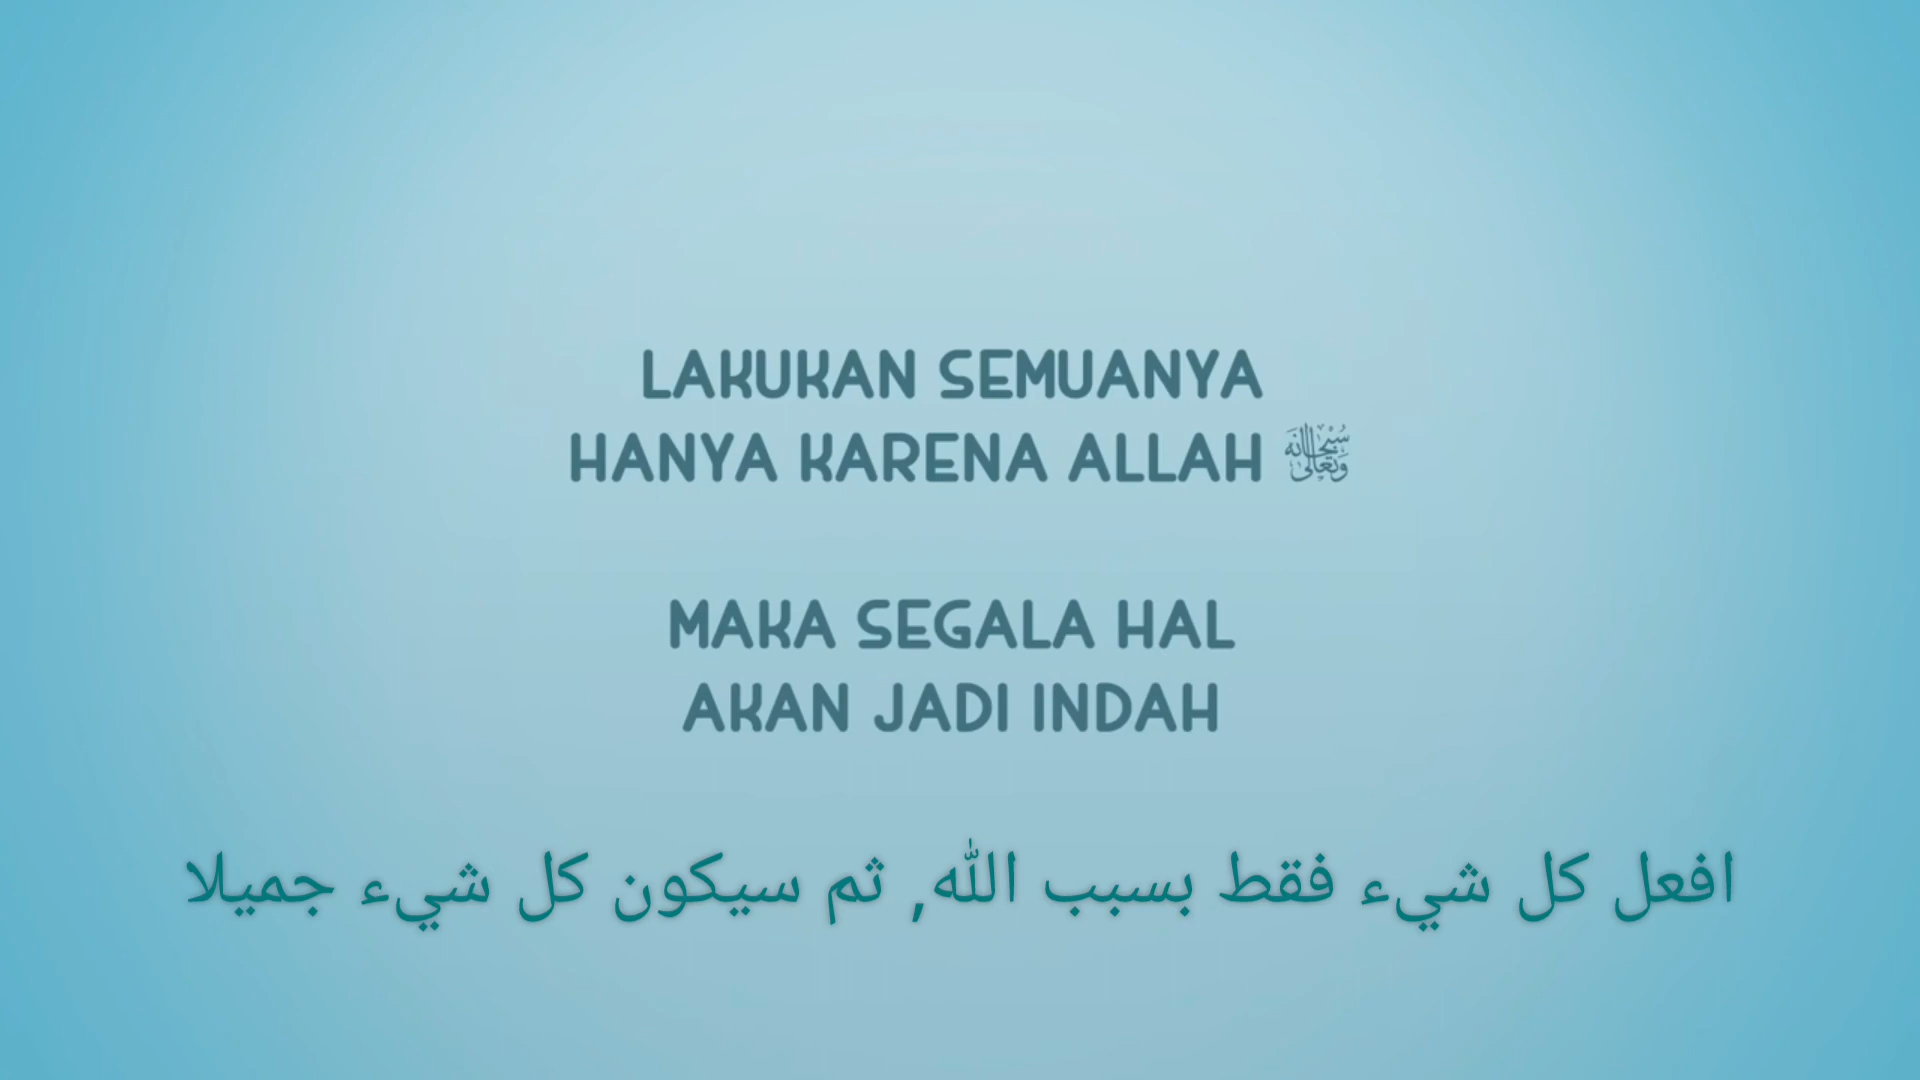 LAKUKAN SEMUANYA
HANYA KARENA ALLAH ﷻ
MAKA SEGALA HAL
AKAN JADI INDAH
افعل كل شيء فقط بسبب الله, ثم سيكون كل شيء جميلا